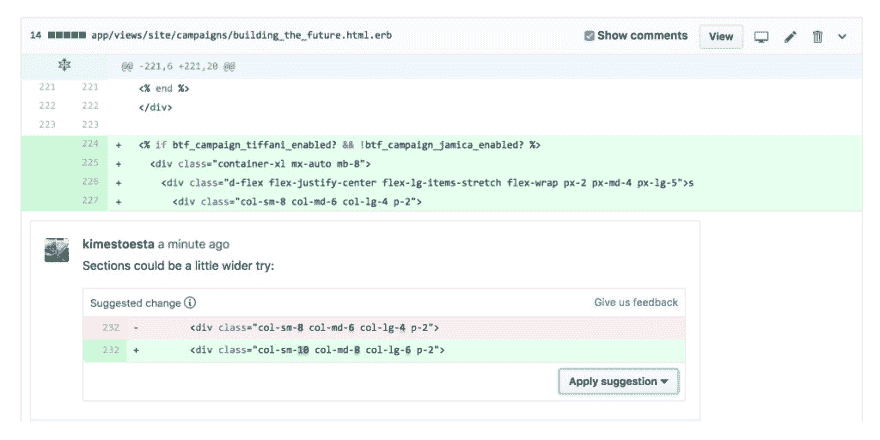 14 app/views/site/campaigns/building_the_future.html.erb Show comments View
@@ -221,6 +221,20 @@
221 221 <% end %>
222 222 </div>
223 223
224 + <% if btf_campaign_tiffani_enabled? && !btf_campaign_jamica_enabled? %>
225 + <div class="container-xl mx-auto mb-8">
226 + <div class="d-flex flex-justify-center flex-lg-items-stretch flex-wrap px-2 px-md-4 px-lg-5">s
227 + <div class="col-sm-8 col-md-6 col-lg-4 p-2">
kimestoesta a minute ago
Sections could be a little wider try:
Suggested change Give us feedback
232 - <div class="col-sm-8 col-md-6 col-lg-4 p-2">
232 + <div class="col-sm-10 col-md-8 col-lg-6 p-2">
Apply suggestion